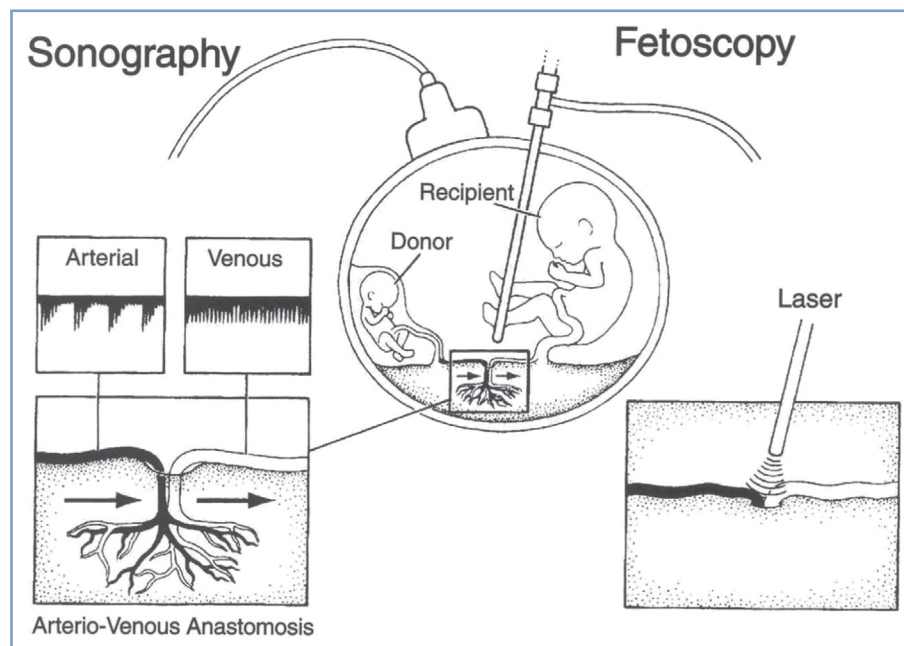 Sonography
Fetoscopy
Recipient
Donor
Arterial
Venous
Laser
Arterio-Venous Anastomosis